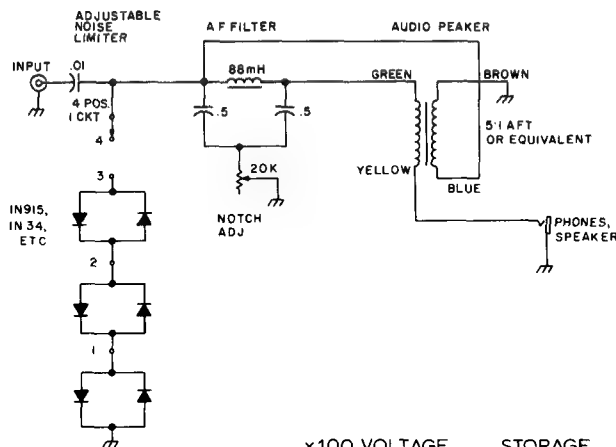 ADJUSTABLE
NOISE
LIMITER
A F FILTER
AUDIO PEAKER
INPUT
.01
88mH
GREEN
BROWN
4 POS.
1 CKT
.5
.5
5:1 AFT
OR EQUIVALENT
4
20K
YELLOW
BLUE
3
NOTCH
ADJ
IN915,
IN34,
ETC
PHONES,
SPEAKER
2
1
x100 VOLTAGE
STORAGE